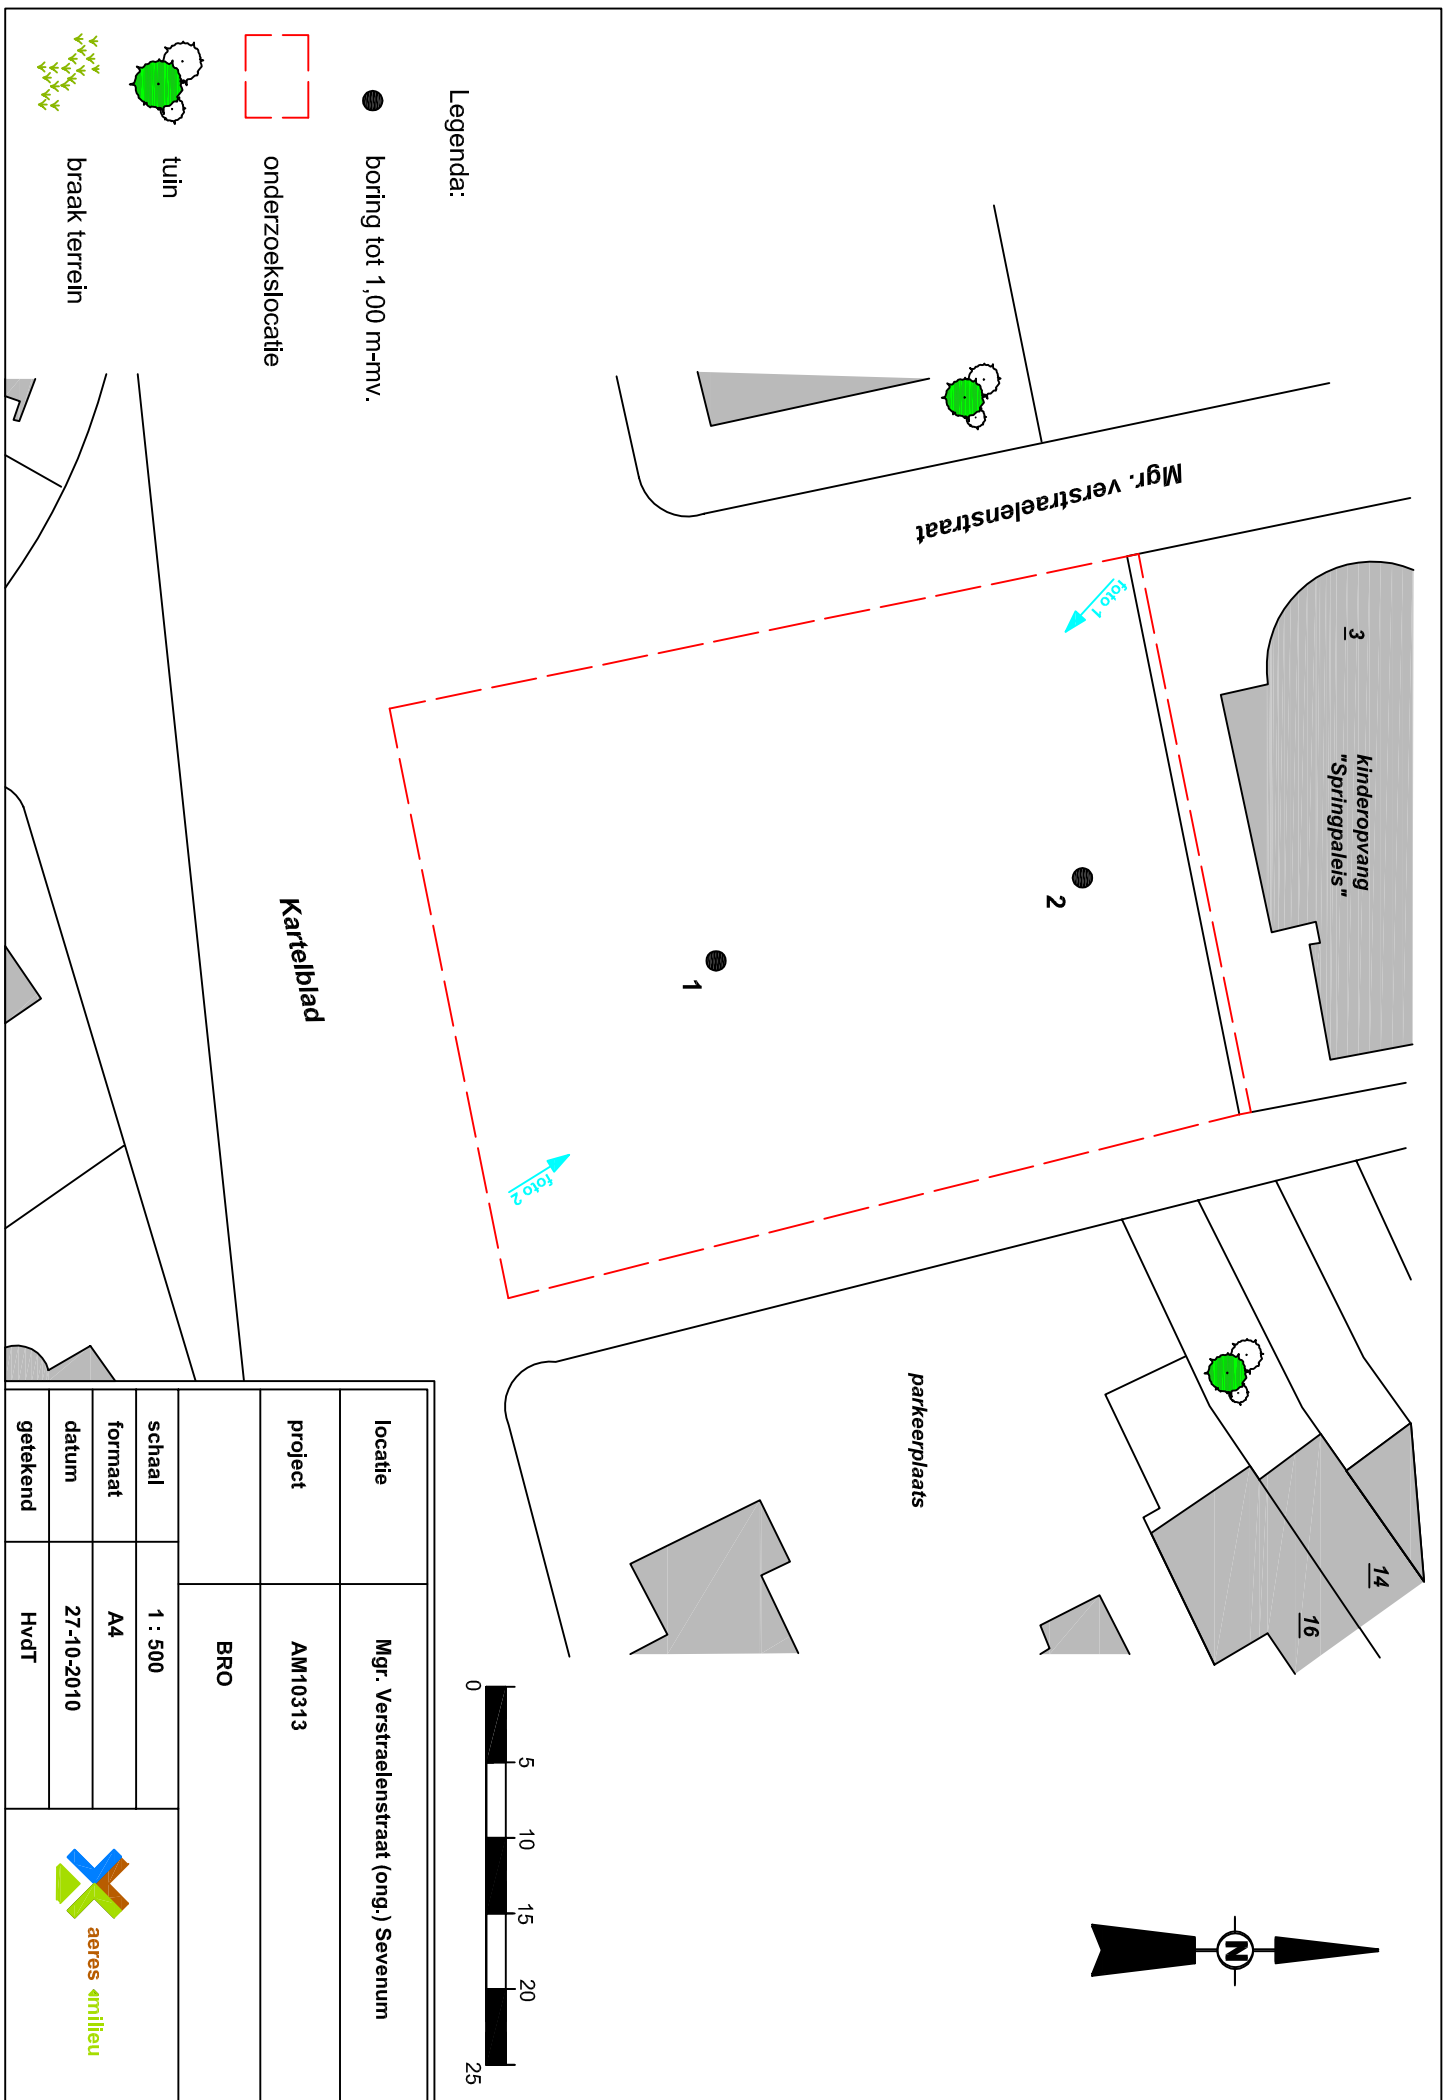 Legenda:
boring tot 1,00 m-mv.
onderzoekslocatie
tuin
braak terrein
Mgr. verstraelenstraat
foto 1
3
kinderopvang
"Springpaleis"
2
1
Kartelblad
foto 2
parkeerplaats
14
16
0 5 10 15 20 25
N
locatie Mgr. Verstraelenstraat (ong.) Sevenum
project AM10313
BRO
schaal 1 : 500
formaat A4
datum 27-10-2010
getekend HvdT
aeres milieu